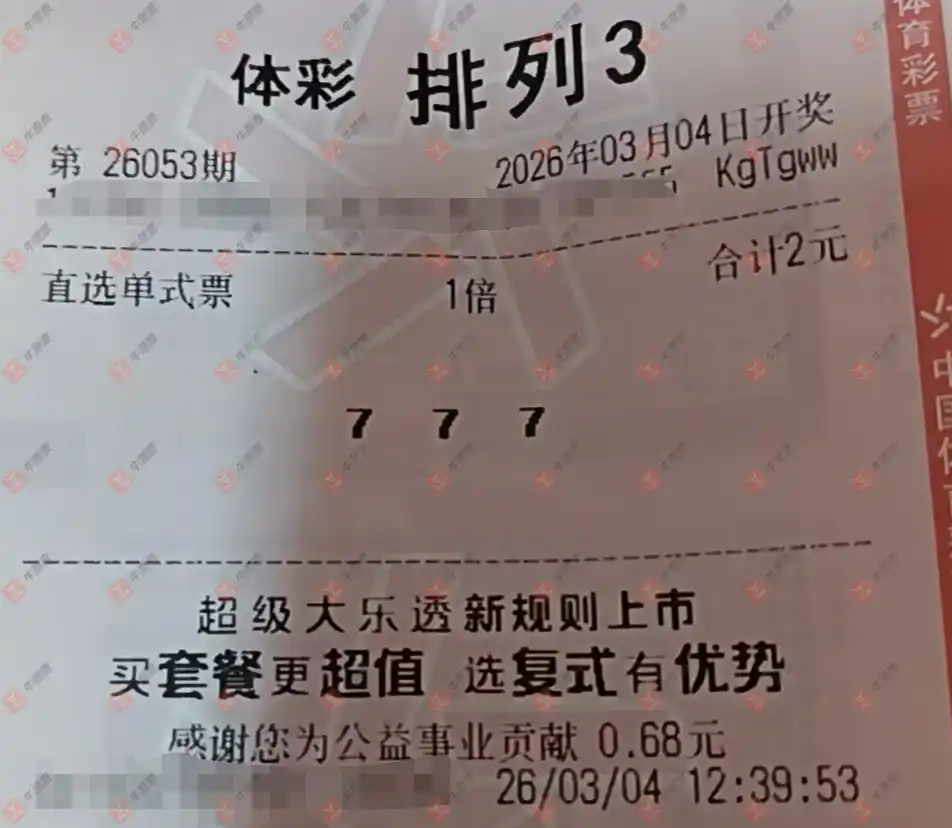 体彩 排列3
第 26053期 2026年03月04日开奖
KgTgww
直选单式票 1倍 合计2元
7 7 7
超级大乐透新规则上市
买套餐更超值 选复式有优势
感谢您为公益事业贡献 0.68元
26/03/04 12:39:53
体育彩票
中国体育